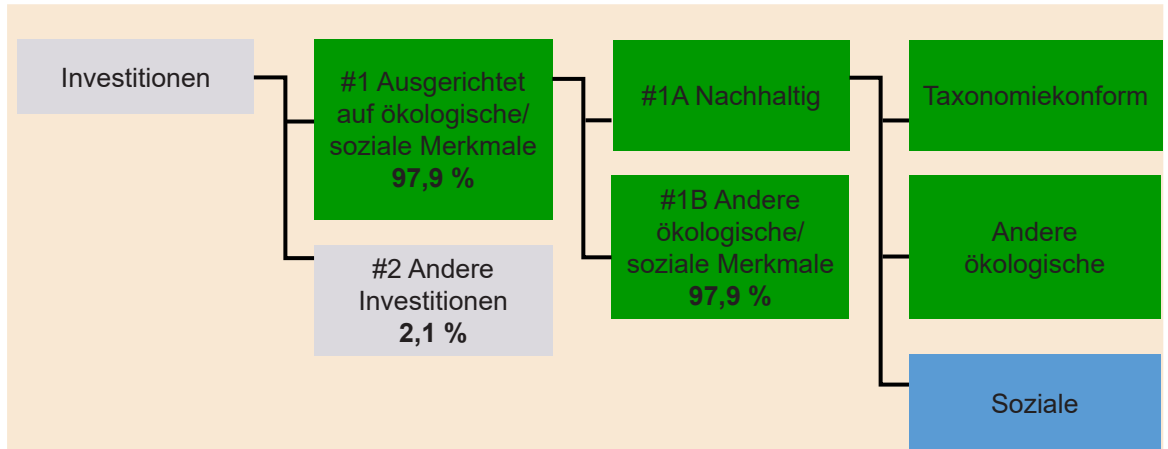 Investitionen
#1 Ausgerichtet
auf ökologische/
soziale Merkmale
97,9 %
#2 Andere
Investitionen
2,1 %
#1A Nachhaltig
#1B Andere
ökologische/
soziale Merkmale
97,9 %
Taxonomiekonform
Andere
ökologische
Soziale